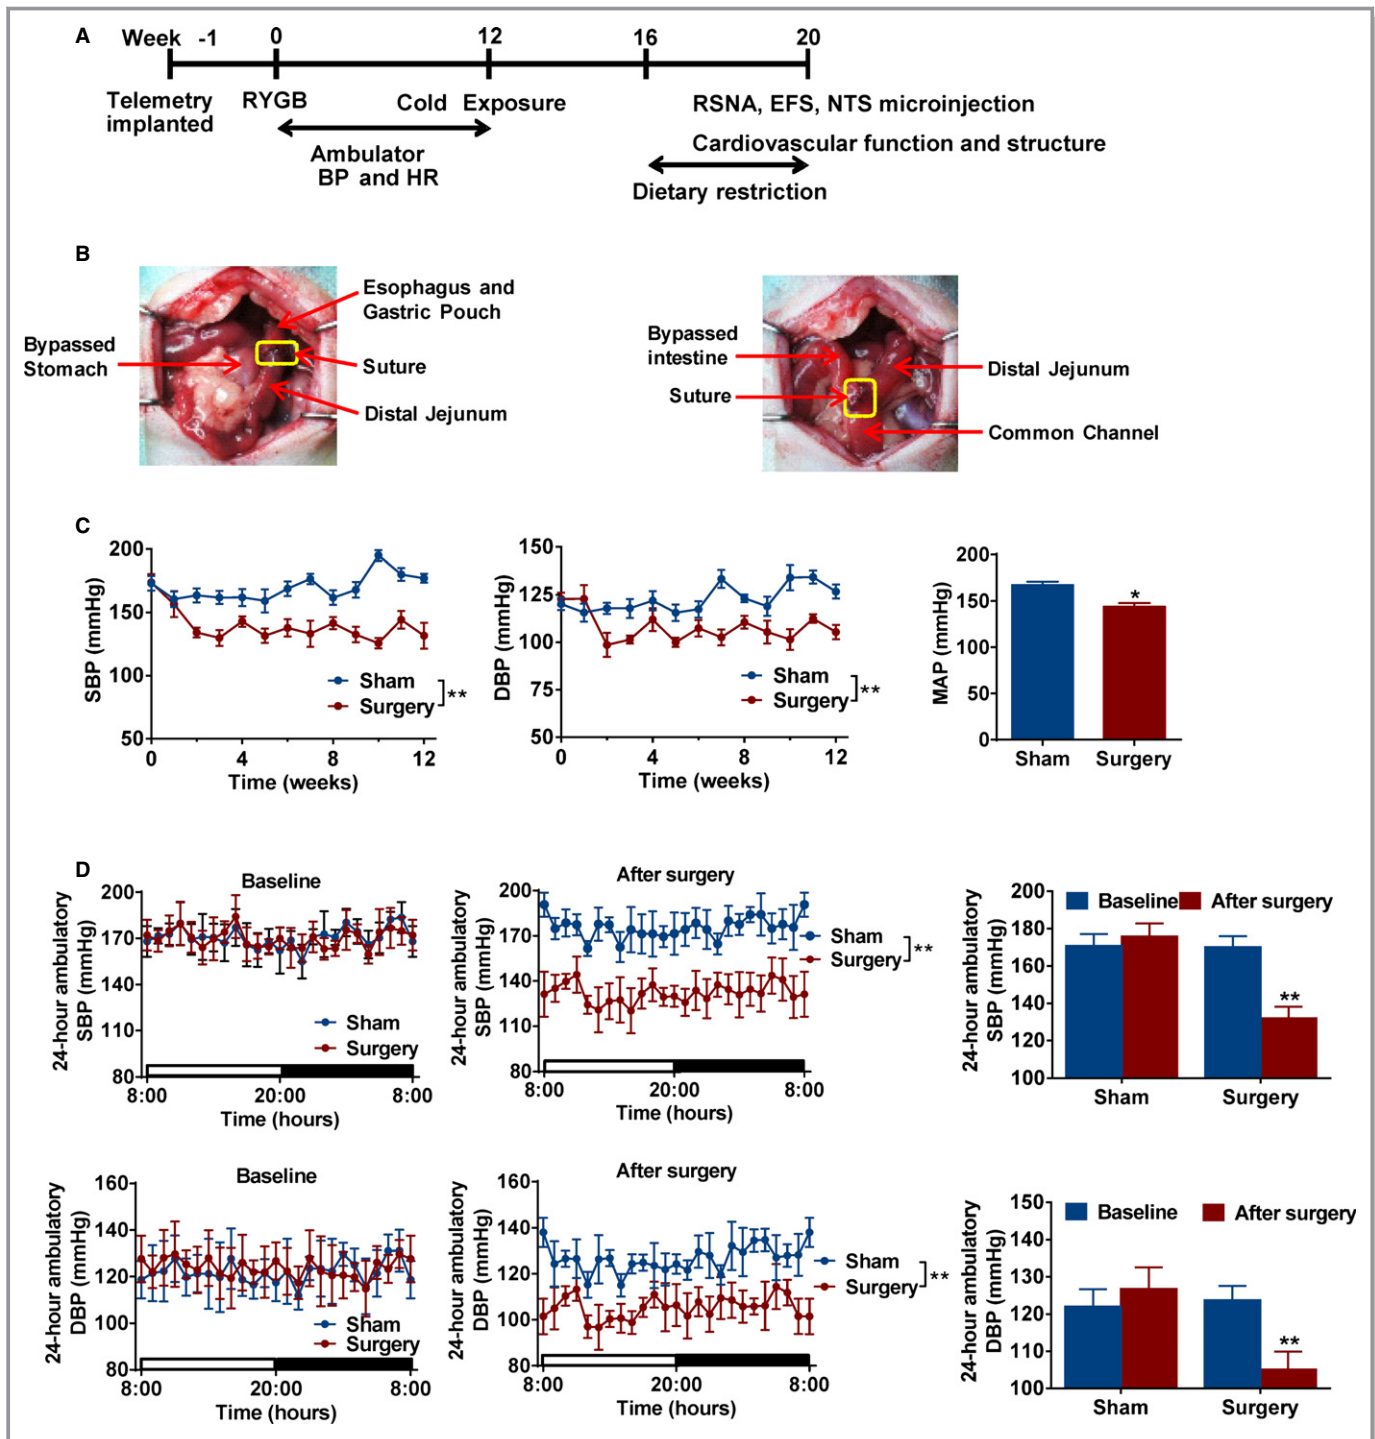 A
Week -1 0 12 16 20
Telemetry
implanted
RYGB
Cold Exposure
RSNA, EFS, NTS microinjection
Ambulator
BP and HR
Cardiovascular function and structure
Dietary restriction
B
Esophagus and
Gastric Pouch
Bypassed
Stomach
Suture
Distal Jejunum
Bypassed
intestine
Suture
Distal Jejunum
Common Channel
C
SBP (mmHg)
200
150
100
50
0 4 8 12
Time (weeks)
Sham
Surgery
**
DBP (mmHg)
150
125
100
75
50
0 4 8 12
Time (weeks)
Sham
Surgery
**
MAP (mmHg)
200
150
100
50
0
*
Sham Surgery
D
Baseline
24-hour ambulatory
SBP (mmHg)
200
170
140
110
80
Sham
Surgery
8:00 20:00 8:00
Time (hours)
After surgery
24-hour ambulatory
SBP (mmHg)
200
170
140
110
80
Sham
Surgery
**
8:00 20:00 8:00
Time (hours)
24-hour ambulatory
SBP (mmHg)
200
180
160
140
120
100
Baseline After surgery
**
Sham Surgery
Baseline
24-hour ambulatory
DBP (mmHg)
160
140
120
100
80
Sham
Surgery
8:00 20:00 8:00
Time (hours)
After surgery
24-hour ambulatory
DBP (mmHg)
160
140
120
100
80
Sham
Surgery
**
8:00 20:00 8:00
Time (hours)
24-hour ambulatory
DBP (mmHg)
150
140
130
120
110
100
Baseline After surgery
**
Sham Surgery